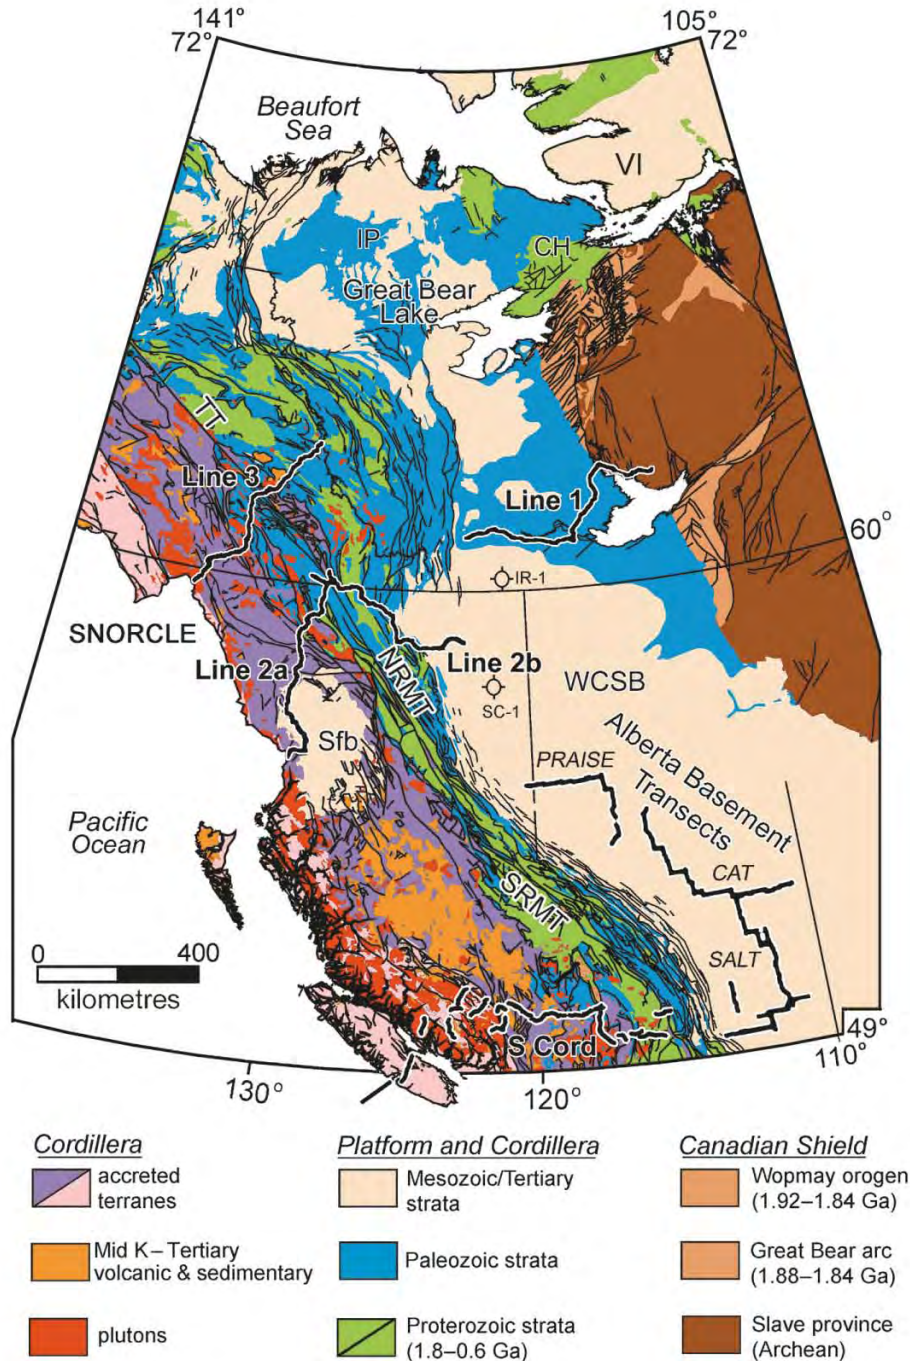 141°
72°
105°
72°
Beaufort
Sea
VI
IP
CH
Great Bear
Lake
TT
Line 3
Line 1
60°
IR-1
SNORCLE
Line 2a
NRMT
Line 2b
SC-1
WCSB
Sfb
PRAISE
Alberta Basement
Transects
Pacific
Ocean
SRMT
CAT
SALT
0 400
kilometres
S Cord
49°
110°
130°
120°
Cordillera
accreted
terranes
Mid K – Tertiary
volcanic & sedimentary
plutons
Platform and Cordillera
Mesozoic/Tertiary
strata
Paleozoic strata
Proterozoic strata
(1.8–0.6 Ga)
Canadian Shield
Wopmay orogen
(1.92–1.84 Ga)
Great Bear arc
(1.88–1.84 Ga)
Slave province
(Archean)